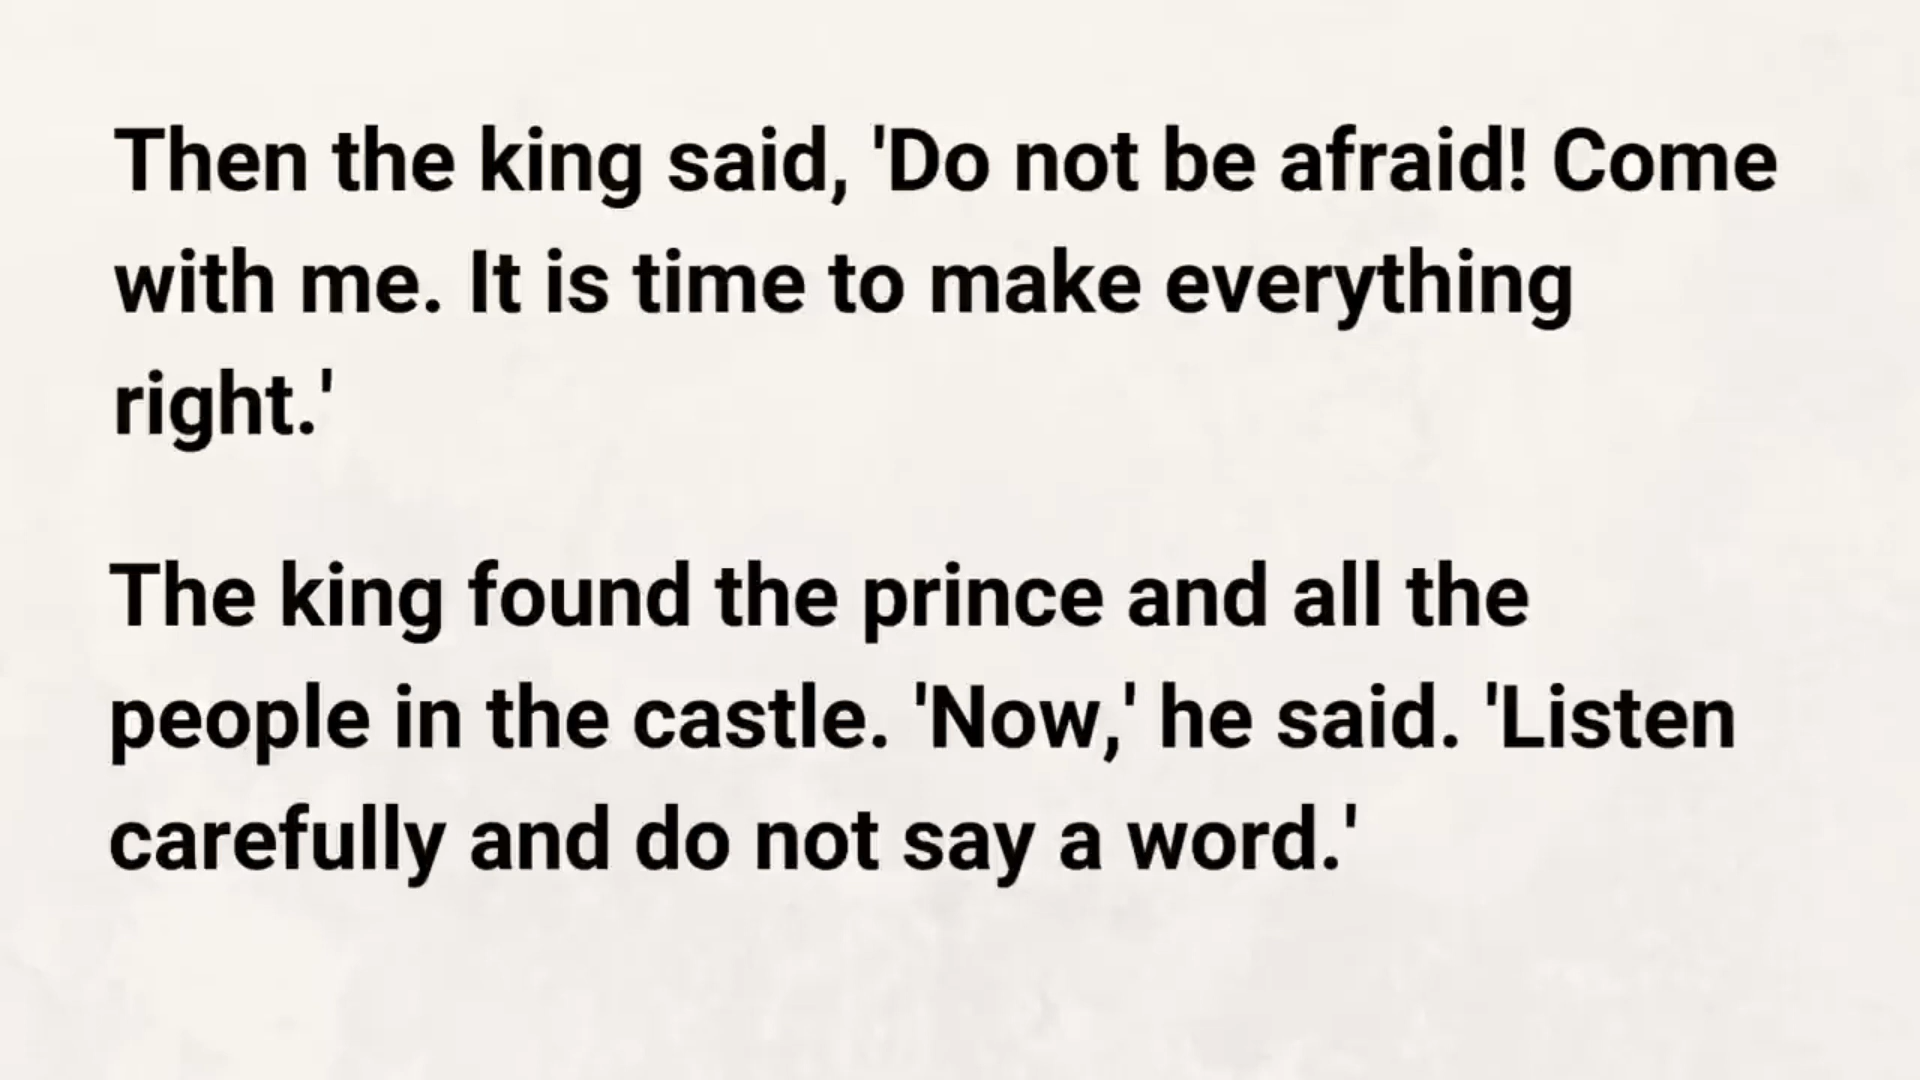 Then the king said, 'Do not be afraid! Come
with me. It is time to make everything
right.'
The king found the prince and all the
people in the castle. 'Now,' he said. 'Listen
carefully and do not say a word.'